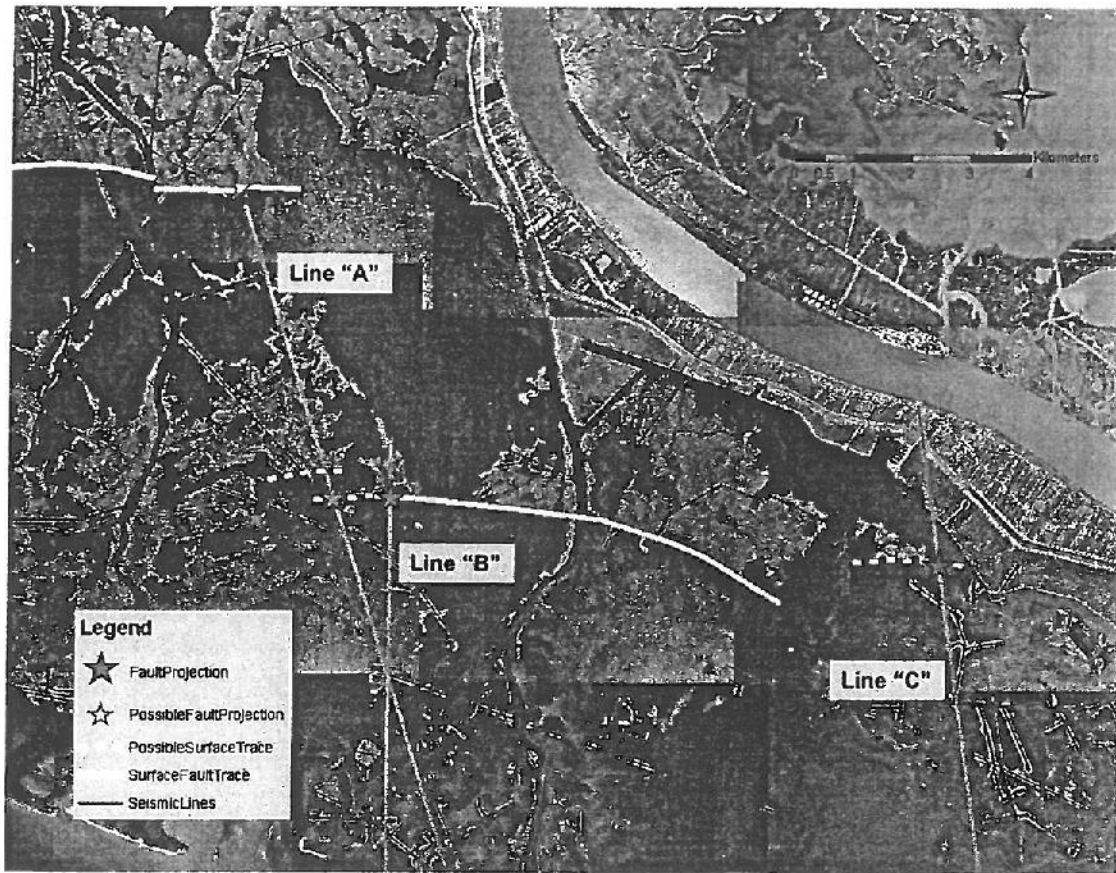 Kilometers
0 0.5 1 2 3 4
Line "A"
Line "B"
Line "C"
Legend
FaultProjection
PossibleFaultProjection
PossibleSurfaceTrace
SurfaceFaultTrace
SeismicLines